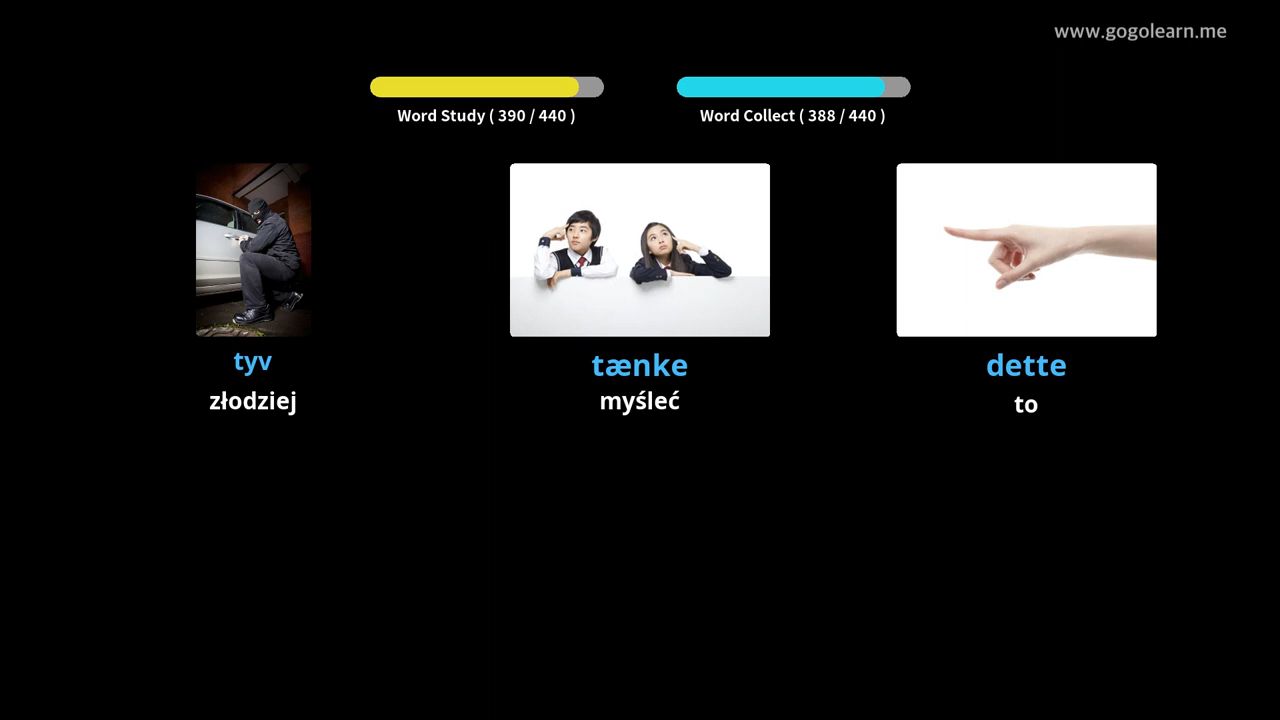 www.gogolearn.me
Word Study ( 390 / 440 )
Word Collect ( 388 / 440 )
tyv
tænke
dette
złodziej
myśleć
to